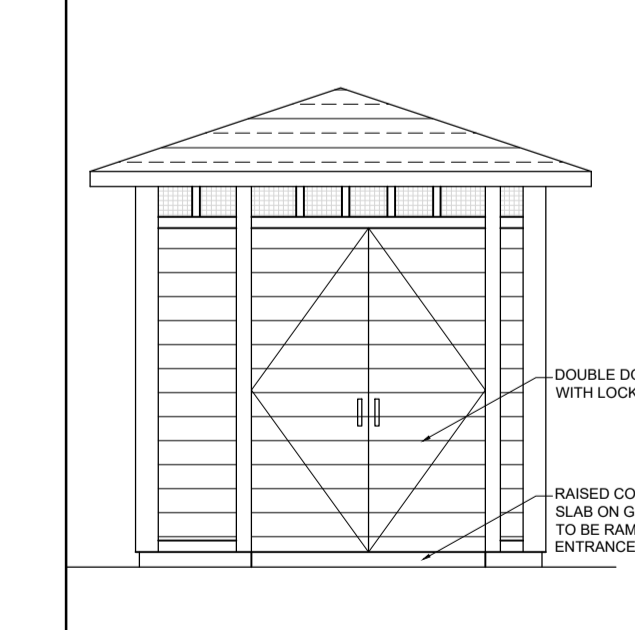 DOUBLE DO
WITH LOCK
RAISED CO
SLAB ON G
TO BE RAM
ENTRANCE